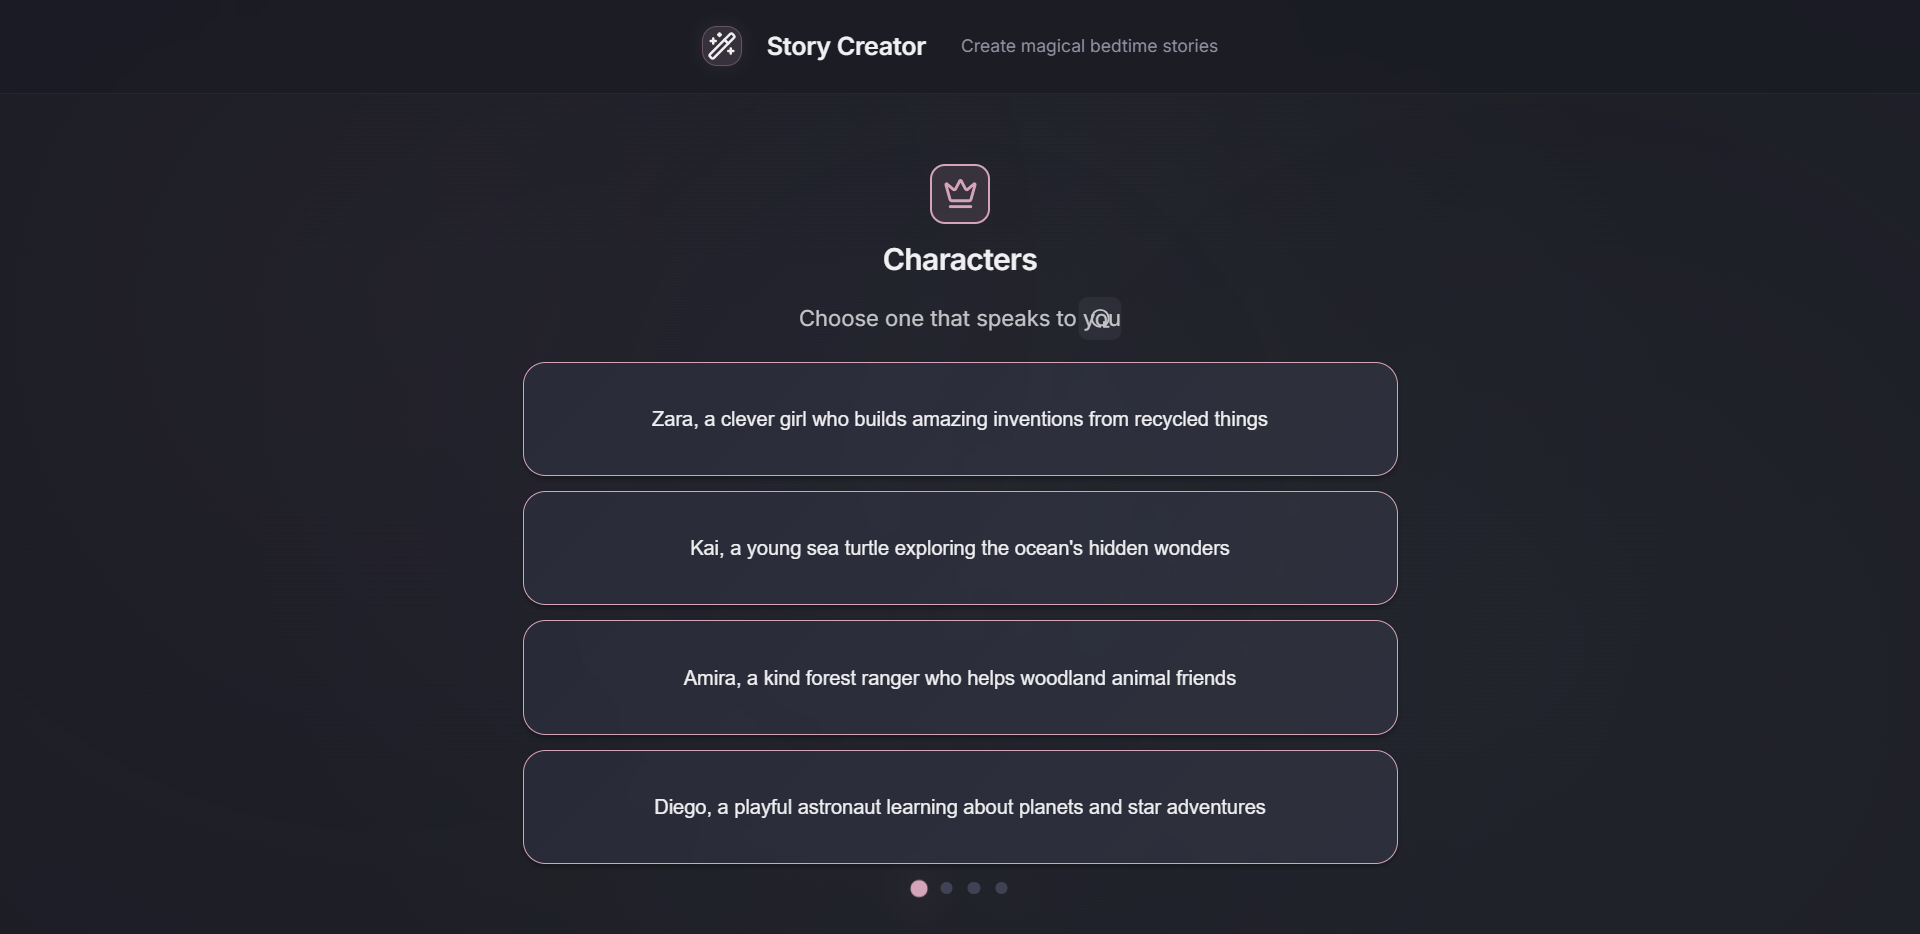 Story Creator
Create magical bedtime stories
Characters
Choose one that speaks to you
Zara, a clever girl who builds amazing inventions from recycled things
Kai, a young sea turtle exploring the ocean's hidden wonders
Amira, a kind forest ranger who helps woodland animal friends
Diego, a playful astronaut learning about planets and star adventures